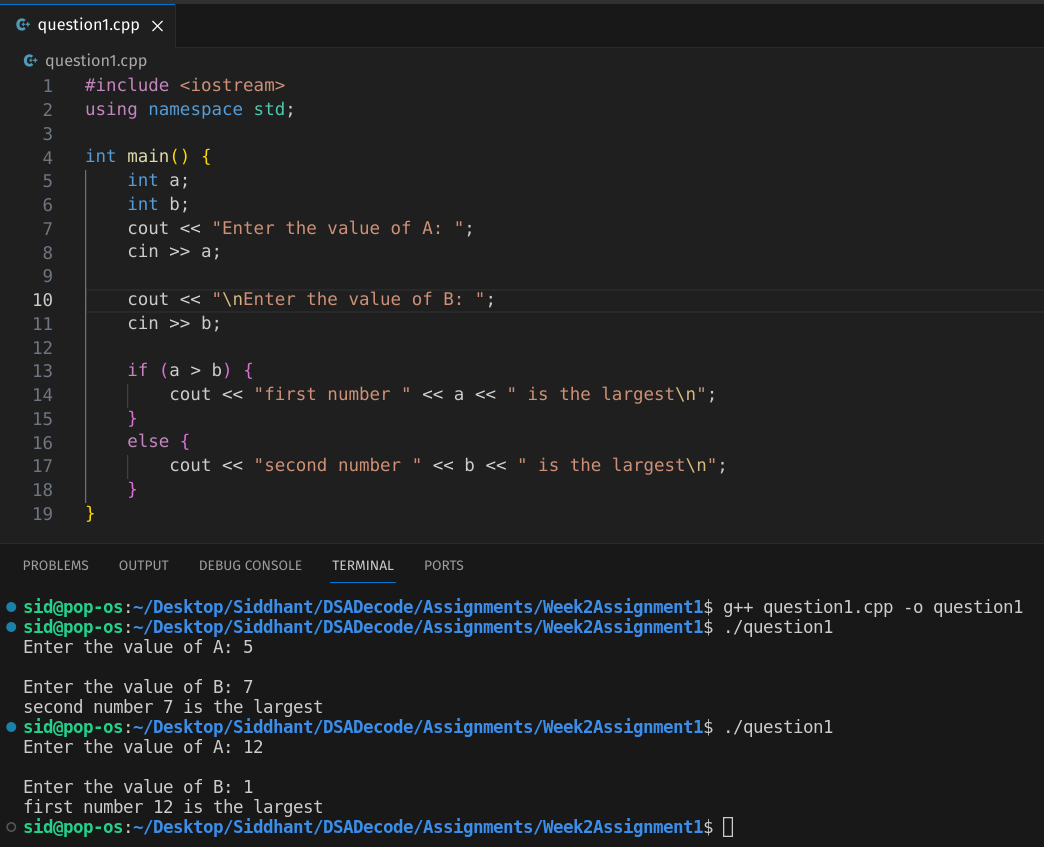 question1.cpp
question1.cpp
1 #include <iostream>
2 using namespace std;
3
4 int main() {
5     int a;
6     int b;
7     cout << "Enter the value of A: ";
8     cin >> a;
9
10     cout << "\nEnter the value of B: ";
11     cin >> b;
12
13     if (a > b) {
14         cout << "first number " << a << " is the largest\n";
15     }
16     else {
17         cout << "second number " << b << " is the largest\n";
18     }
19 }
PROBLEMS OUTPUT DEBUG CONSOLE TERMINAL PORTS
sid@pop-os:~/Desktop/Siddhant/DSADecode/Assignments/Week2Assignment1$ g++ question1.cpp -o question1
sid@pop-os:~/Desktop/Siddhant/DSADecode/Assignments/Week2Assignment1$ ./question1
Enter the value of A: 5
Enter the value of B: 7
second number 7 is the largest
sid@pop-os:~/Desktop/Siddhant/DSADecode/Assignments/Week2Assignment1$ ./question1
Enter the value of A: 12
Enter the value of B: 1
first number 12 is the largest
sid@pop-os:~/Desktop/Siddhant/DSADecode/Assignments/Week2Assignment1$